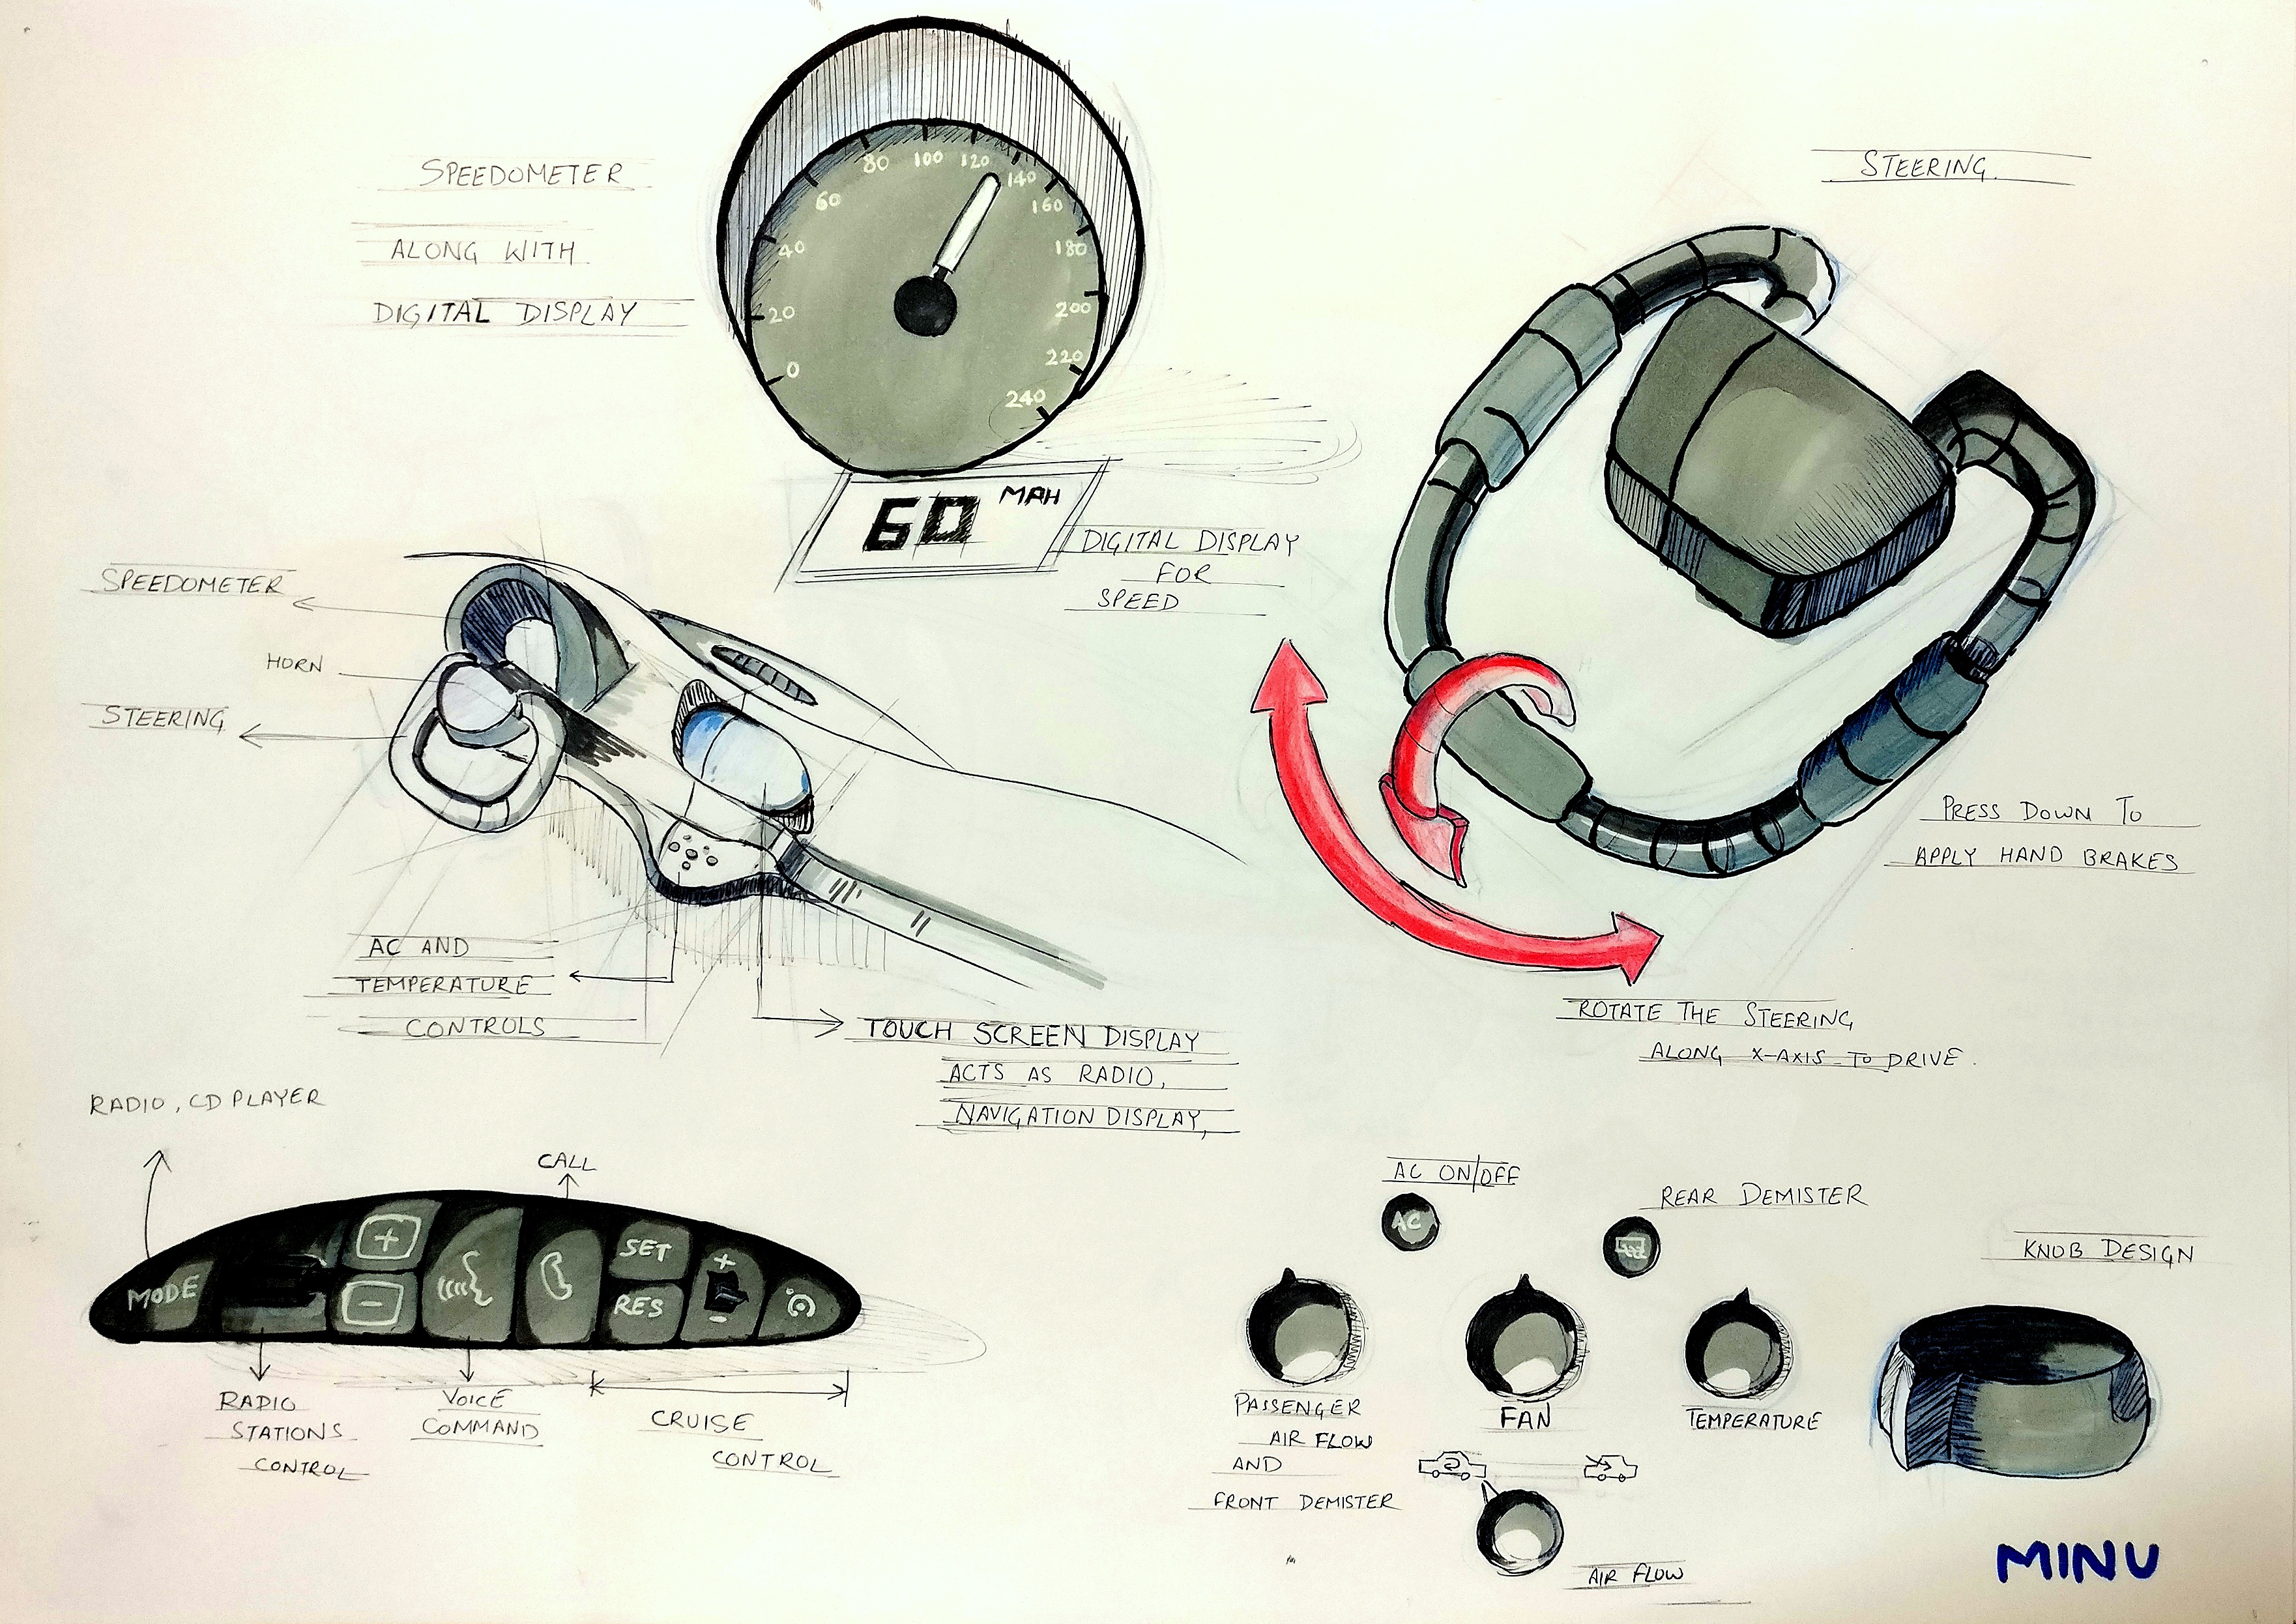 SPEEDOMETER
ALONG WITH
DIGITAL DISPLAY
0
20
40
60
80
100
120
140
160
180
200
220
240
60 MPH
DIGITAL DISPLAY
FOR
SPEED
STEERING.
SPEEDOMETER
HORN
STEERING
AC AND
TEMPERATURE
CONTROLS
TOUCH SCREEN DISPLAY
ACTS AS RADIO,
NAVIGATION DISPLAY,
PRESS DOWN TO
APPLY HAND BRAKES
ROTATE THE STEERING
ALONG X-AXIS TO DRIVE.
RADIO, CD PLAYER
CALL
MODE
+
-
SET
RES
+
-
RADIO
STATIONS
CONTROL
VOICE
COMMAND
CRUISE
CONTROL
AC ON/OFF
AC
REAR DEMISTER
KNOB DESIGN
PASSENGER
AIR FLOW
AND
FRONT DEMISTER
FAN
TEMPERATURE
AIR FLOW
MINU